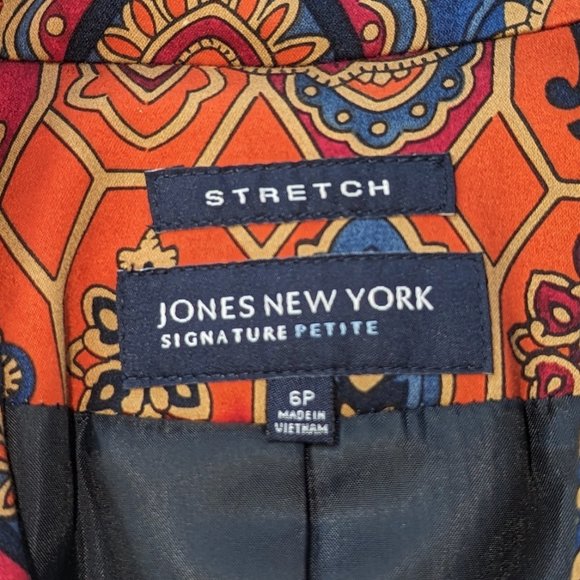 STRETCH
JONES NEW YORK
SIGNATURE PETITE
6P
MADE IN
VIETNAM